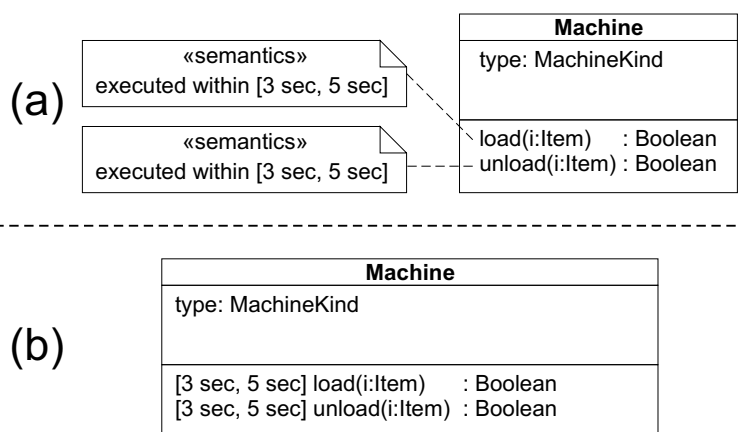 (a)
«semantics»
executed within [3 sec, 5 sec]
«semantics»
executed within [3 sec, 5 sec]
Machine
type: MachineKind
load(i:Item) : Boolean
unload(i:Item) : Boolean
(b)
Machine
type: MachineKind
[3 sec, 5 sec] load(i:Item) : Boolean
[3 sec, 5 sec] unload(i:Item) : Boolean